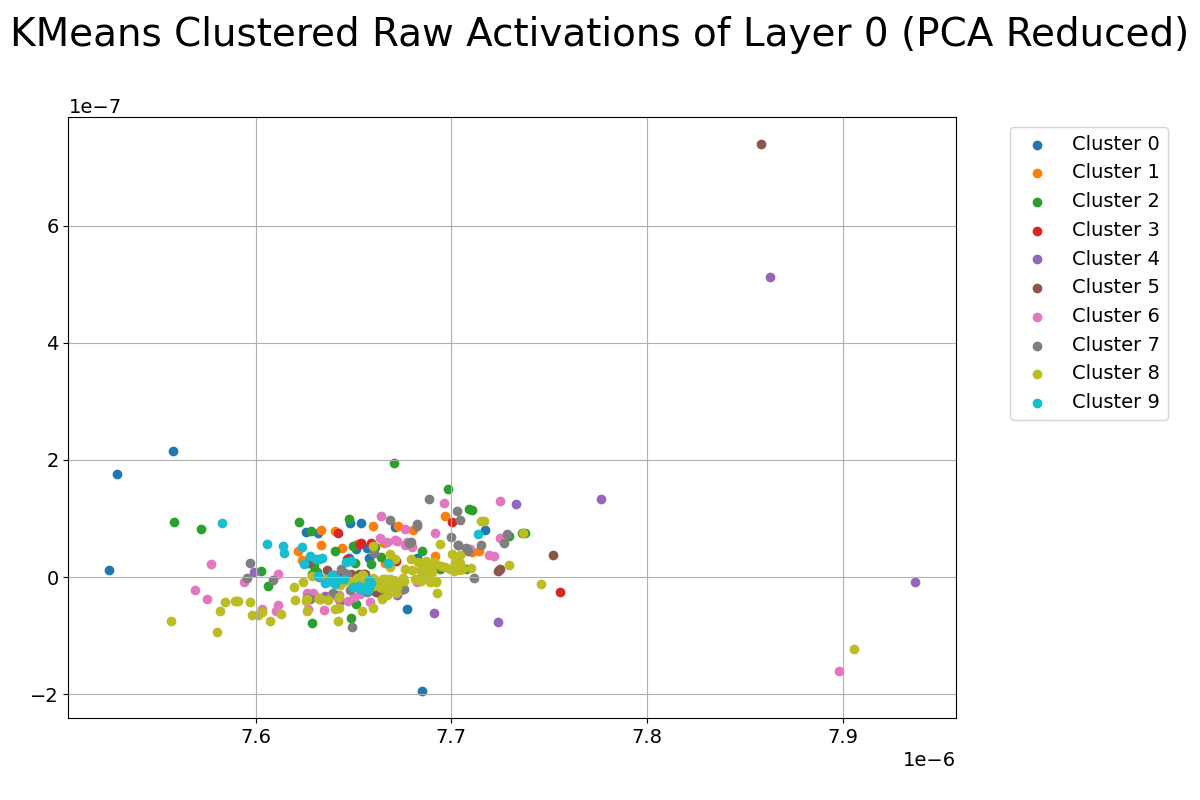 KMeans Clustered Raw Activations of Layer 0 (PCA Reduced)
1e−7
6
4
2
0
−2
7.6
7.7
7.8
7.9
1e−6
Cluster 0
Cluster 1
Cluster 2
Cluster 3
Cluster 4
Cluster 5
Cluster 6
Cluster 7
Cluster 8
Cluster 9